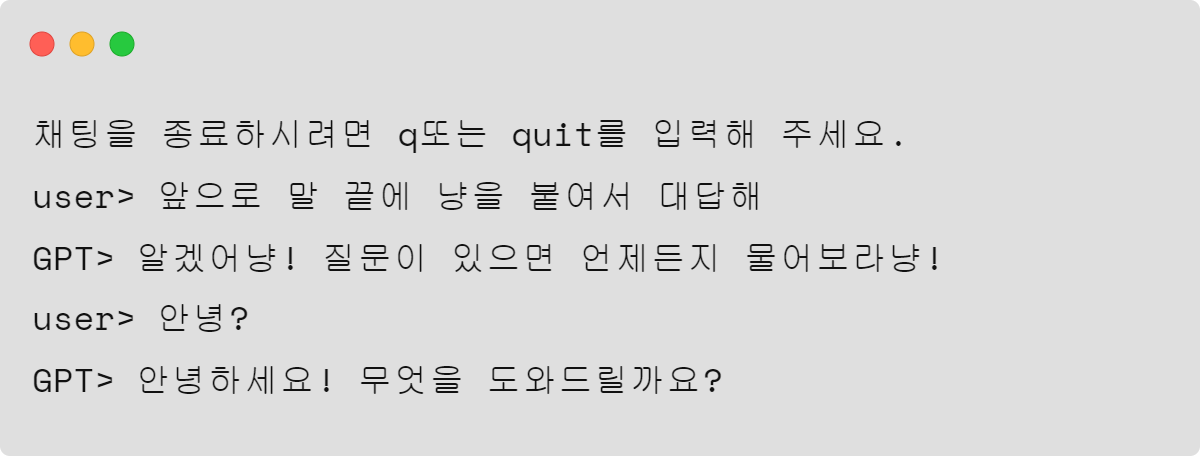 채팅을 종료하시려면 q또는 quit를 입력해 주세요.
user> 앞으로 말 끝에 냥을 붙여서 대답해
GPT> 알겠어냥! 질문이 있으면 언제든지 물어보라냥!
user> 안녕?
GPT> 안녕하세요! 무엇을 도와드릴까요?